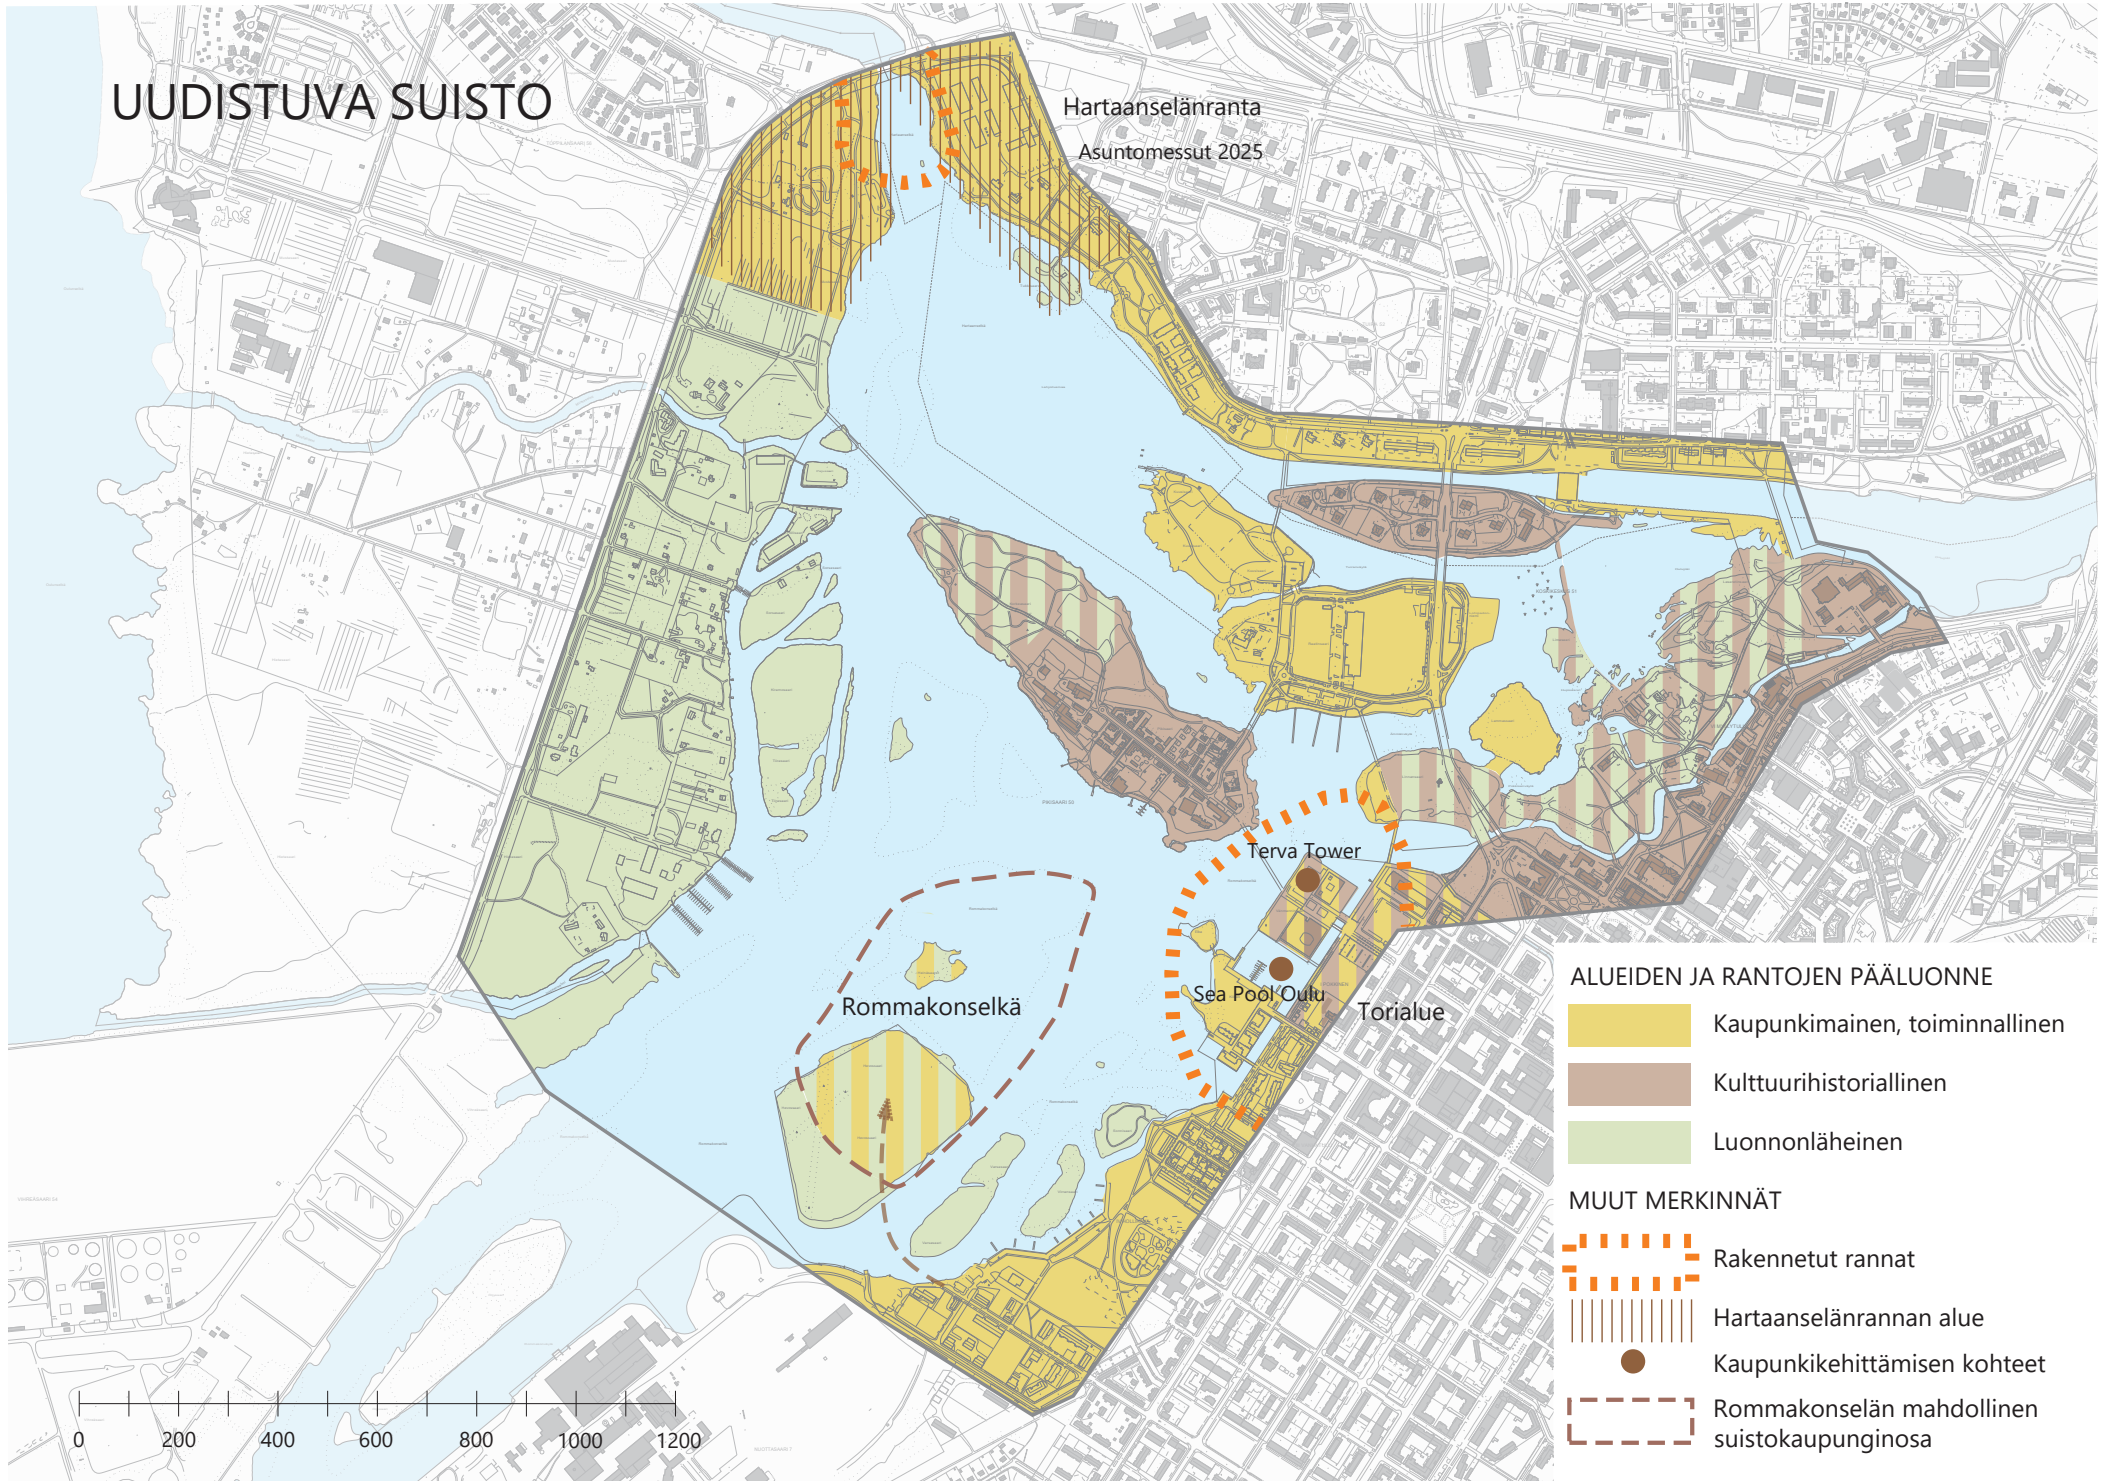 UUDISTUVA SUISTO
Hartaanselänranta
Asuntomessut 2025
Terva Tower
Sea Pool Oulu
Torialue
Rommakonselkä
ALUEIDEN JA RANTOJEN PÄÄLUONNE
Kaupunkimainen, toiminnallinen
Kulttuurihistoriallinen
Luonnonläheinen
MUUT MERKINNÄT
Rakennetut rannat
Hartaanselänrannan alue
Kaupunkikehittämisen kohteet
Rommakonselän mahdollinen
suistokaupunginosa
0 200 400 600 800 1000 1200